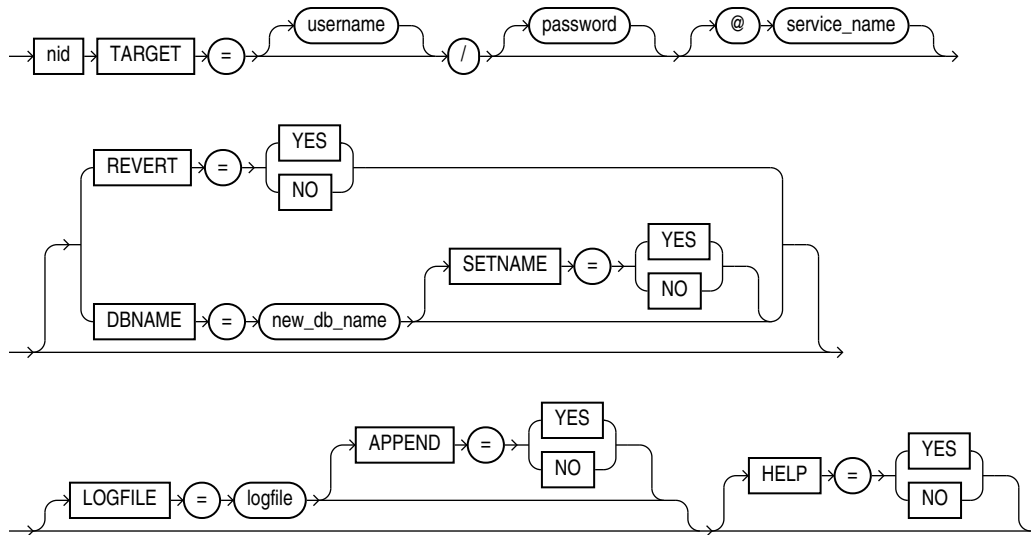 username password @ service_name
nid TARGET = /
YES
REVERT =
NO
YES
SETNAME =
NO
DBNAME = new_db_name
YES
APPEND =
NO
YES
HELP =
NO
LOGFILE = logfile